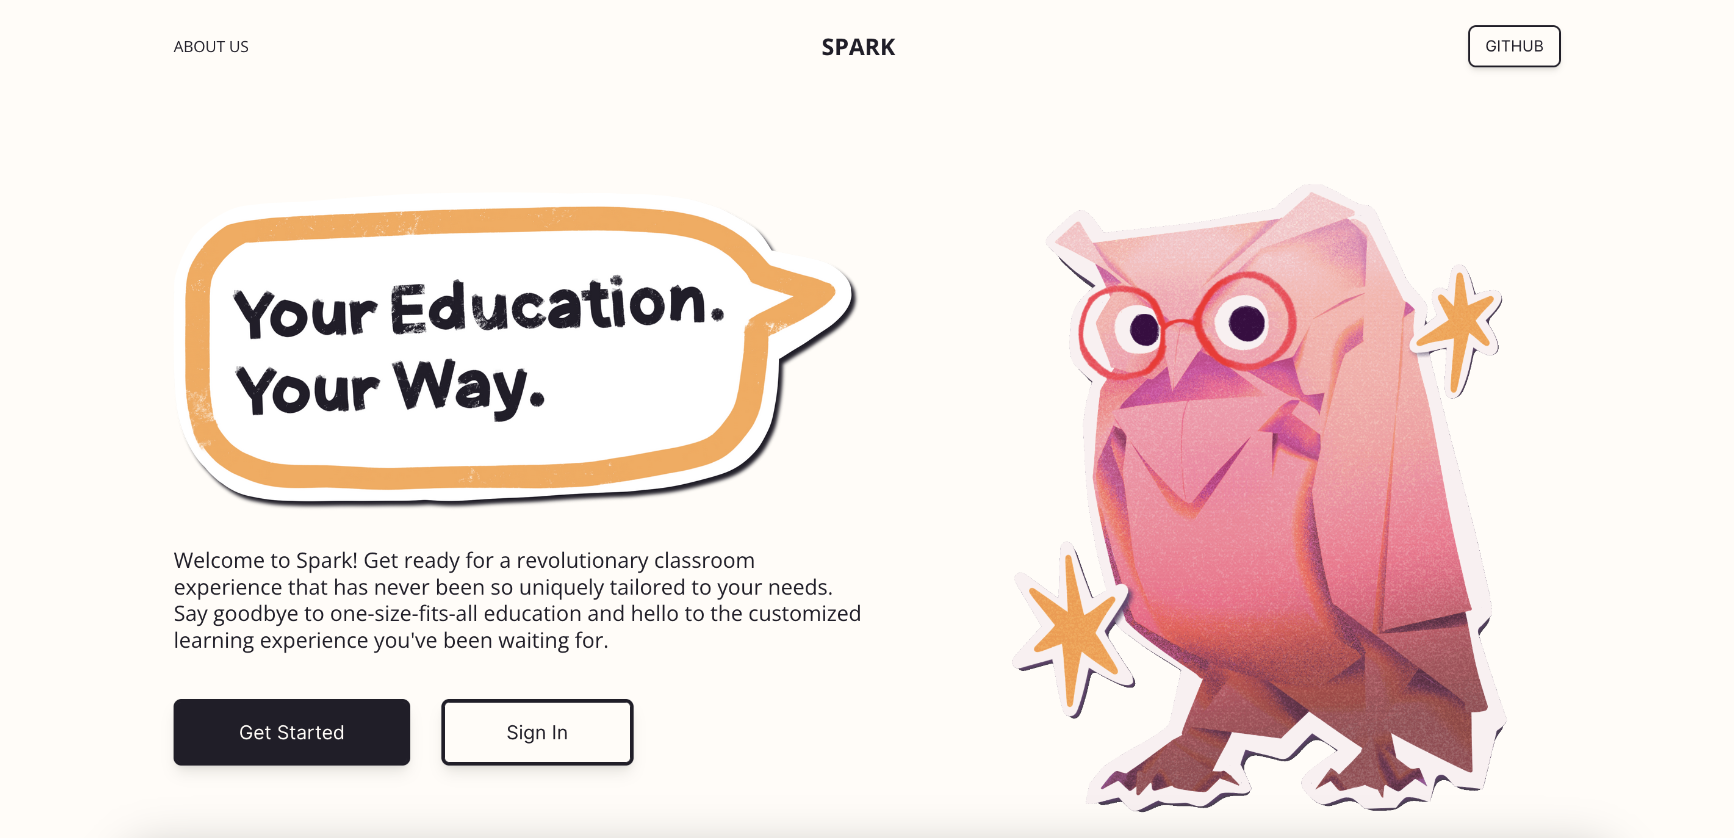 ABOUT US
SPARK
GITHUB
Your Education.
Your Way.
Welcome to Spark! Get ready for a revolutionary classroom
experience that has never been so uniquely tailored to your needs.
Say goodbye to one-size-fits-all education and hello to the customized
learning experience you've been waiting for.
Get Started
Sign In